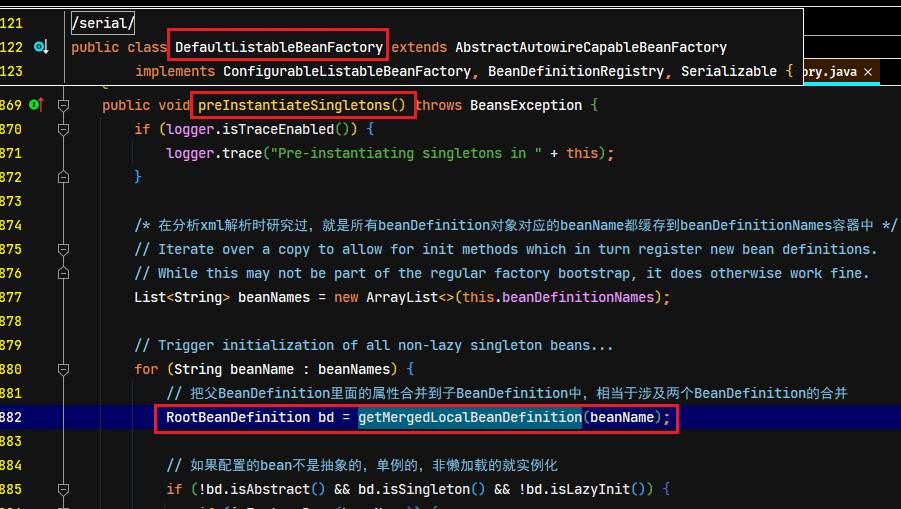 121 /serial/
122 public class DefaultListableBeanFactory extends AbstractAutowireCapableBeanFactory
123 implements ConfigurableListableBeanFactory, BeanDefinitionRegistry, Serializable {
ory.java ×
869 public void preInstantiateSingletons() throws BeansException {
870 if (logger.isTraceEnabled()) {
871 logger.trace("Pre-instantiating singletons in " + this);
872 }
873
874 /* 在分析xml解析时研究过，就是所有beanDefinition对象对应的beanName都缓存到beanDefinitionNames容器中 */
875 // Iterate over a copy to allow for init methods which in turn register new bean definitions.
876 // While this may not be part of the regular factory bootstrap, it does otherwise work fine.
877 List<String> beanNames = new ArrayList<>(this.beanDefinitionNames);
878
879 // Trigger initialization of all non-lazy singleton beans...
880 for (String beanName : beanNames) {
881 // 把父BeanDefinition里面的属性合并到子BeanDefinition中，相当于涉及两个BeanDefinition的合并
882 RootBeanDefinition bd = getMergedLocalBeanDefinition(beanName);
883
884 // 如果配置的bean不是抽象的，单例的，非懒加载的就实例化
885 if (!bd.isAbstract() && bd.isSingleton() && !bd.isLazyInit()) {